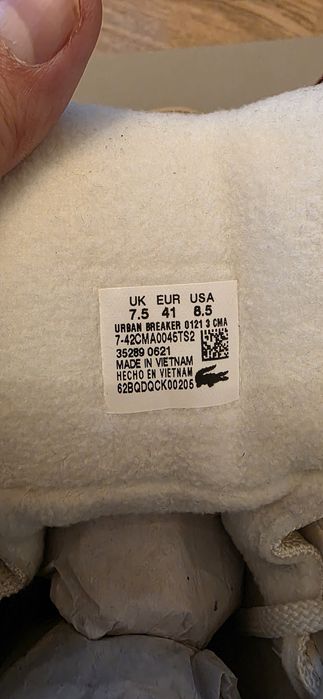 UK EUR USA
7.5 41 8.5
URBAN BREAKER 0121 3 CMA
7-42CMA0045TS2
35289 0621
MADE IN VIETNAM
HECHO EN VIETNAM
62BQDQCK00205